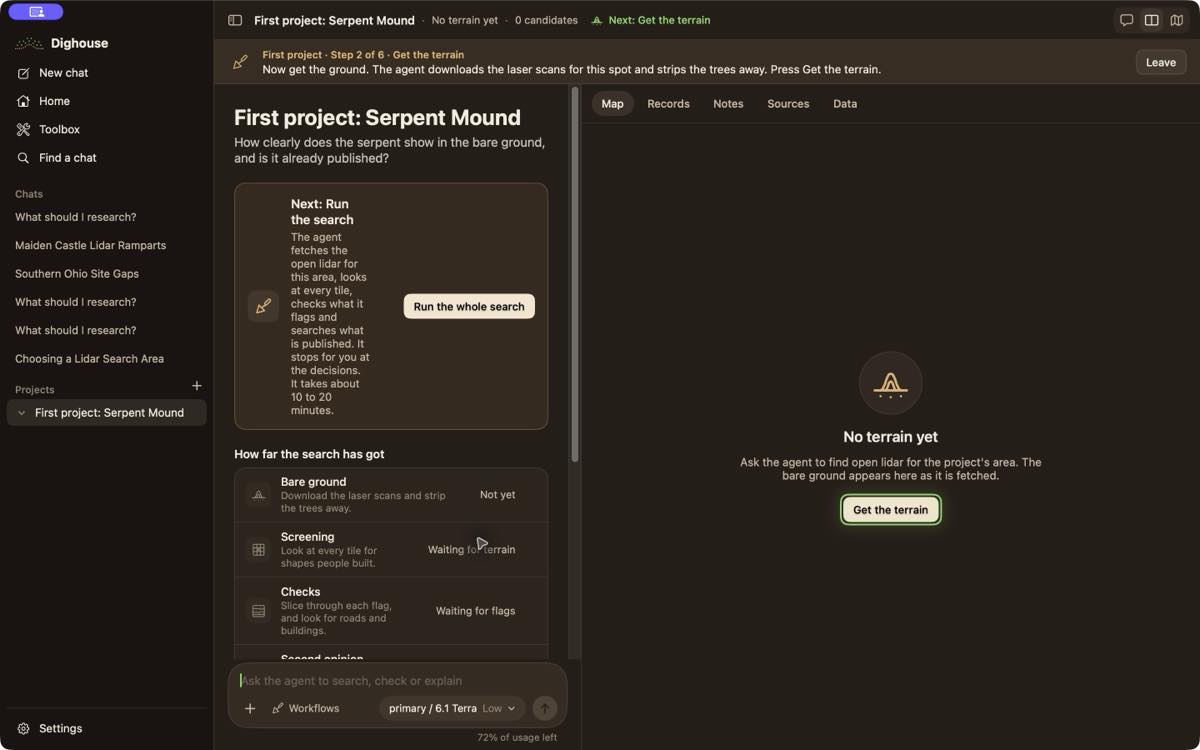 Dighouse
New chat
Home
Toolbox
Find a chat
Chats
What should I research?
Maiden Castle Lidar Ramparts
Southern Ohio Site Gaps
What should I research?
What should I research?
Choosing a Lidar Search Area
Projects
First project: Serpent Mound
Settings
First project: Serpent Mound · No terrain yet · 0 candidates Next: Get the terrain
First project · Step 2 of 6 · Get the terrain
Now get the ground. The agent downloads the laser scans for this spot and strips the trees away. Press Get the terrain.
Leave
First project: Serpent Mound
How clearly does the serpent show in the bare ground,
and is it already published?
Next: Run
the search
The agent
fetches the
open lidar for
this area, looks
at every tile,
checks what it
flags and
searches what
is published. It
stops for you at
the decisions.
It takes about
10 to 20
minutes.
Run the whole search
How far the search has got
Bare ground
Download the laser scans and strip
the trees away.
Not yet
Screening
Look at every tile for
shapes people built.
Waiting for terrain
Checks
Slice through each flag,
and look for roads and
buildings.
Waiting for flags
Second opinion
Ask the agent to search, check or explain
Workflows
primary / 6.1 Terra Low
72% of usage left
Map Records Notes Sources Data
No terrain yet
Ask the agent to find open lidar for the project's area. The
bare ground appears here as it is fetched.
Get the terrain